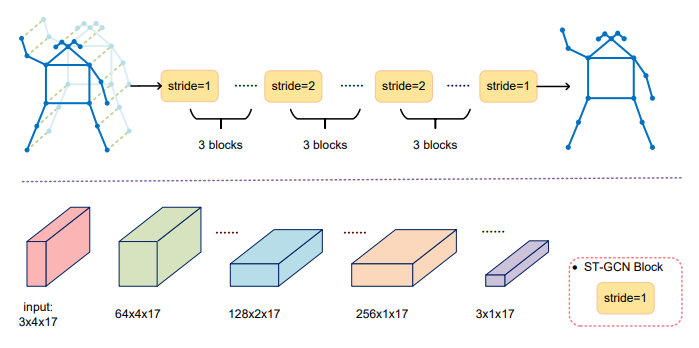 stride=1 ...... stride=2 ...... stride=2 ...... stride=1
3 blocks 3 blocks 3 blocks
...... ...... ......
• ST-GCN Block
stride=1
input:
3x4x17
64x4x17
128x2x17
256x1x17
3x1x17